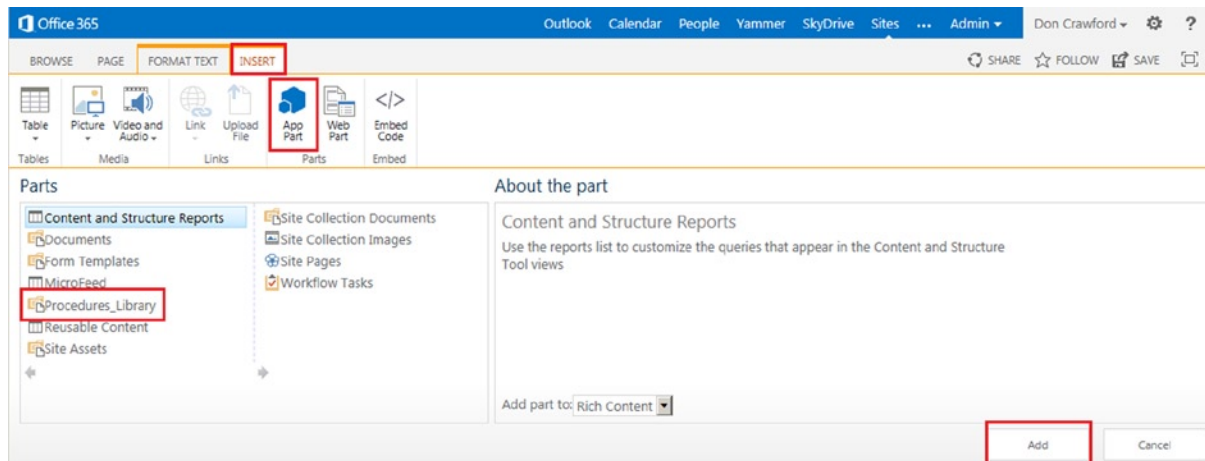 Office 365
Outlook Calendar People Yammer SkyDrive Sites ... Admin Don Crawford ?
BROWSE PAGE FORMAT TEXT INSERT
SHARE FOLLOW SAVE
Table
Picture
Video and Audio
Link
Upload File
App Part
Web Part
</>
Embed Code
Tables Media Links Parts Embed
Parts
Content and Structure Reports
Documents
Form Templates
MicroFeed
Procedures_Library
Reusable Content
Site Assets
Site Collection Documents
Site Collection Images
Site Pages
Workflow Tasks
About the part
Content and Structure Reports
Use the reports list to customize the queries that appear in the Content and Structure
Tool views
Add part to: Rich Content
Add Cancel